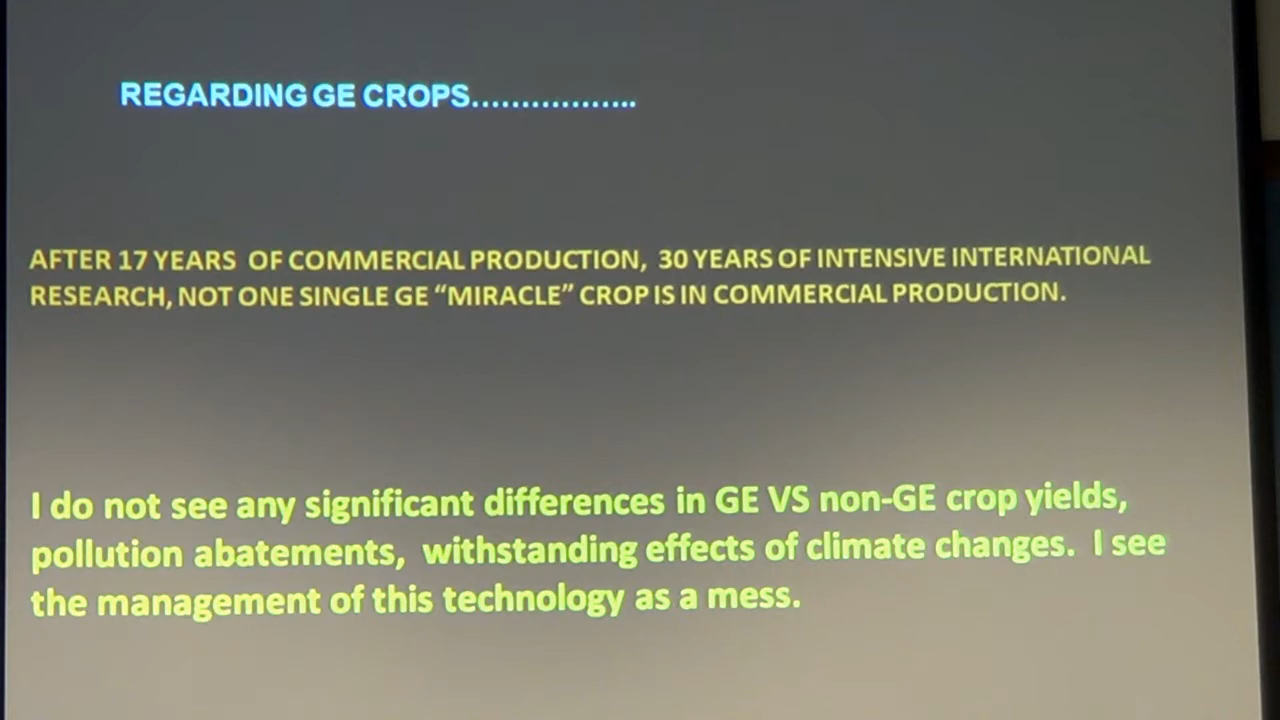 REGARDING GE CROPS.................
AFTER 17 YEARS OF COMMERCIAL PRODUCTION, 30 YEARS OF INTENSIVE INTERNATIONAL
RESEARCH, NOT ONE SINGLE GE “MIRACLE” CROP IS IN COMMERCIAL PRODUCTION.
I do not see any significant differences in GE VS non-GE crop yields,
pollution abatements, withstanding effects of climate changes. I see
the management of this technology as a mess.